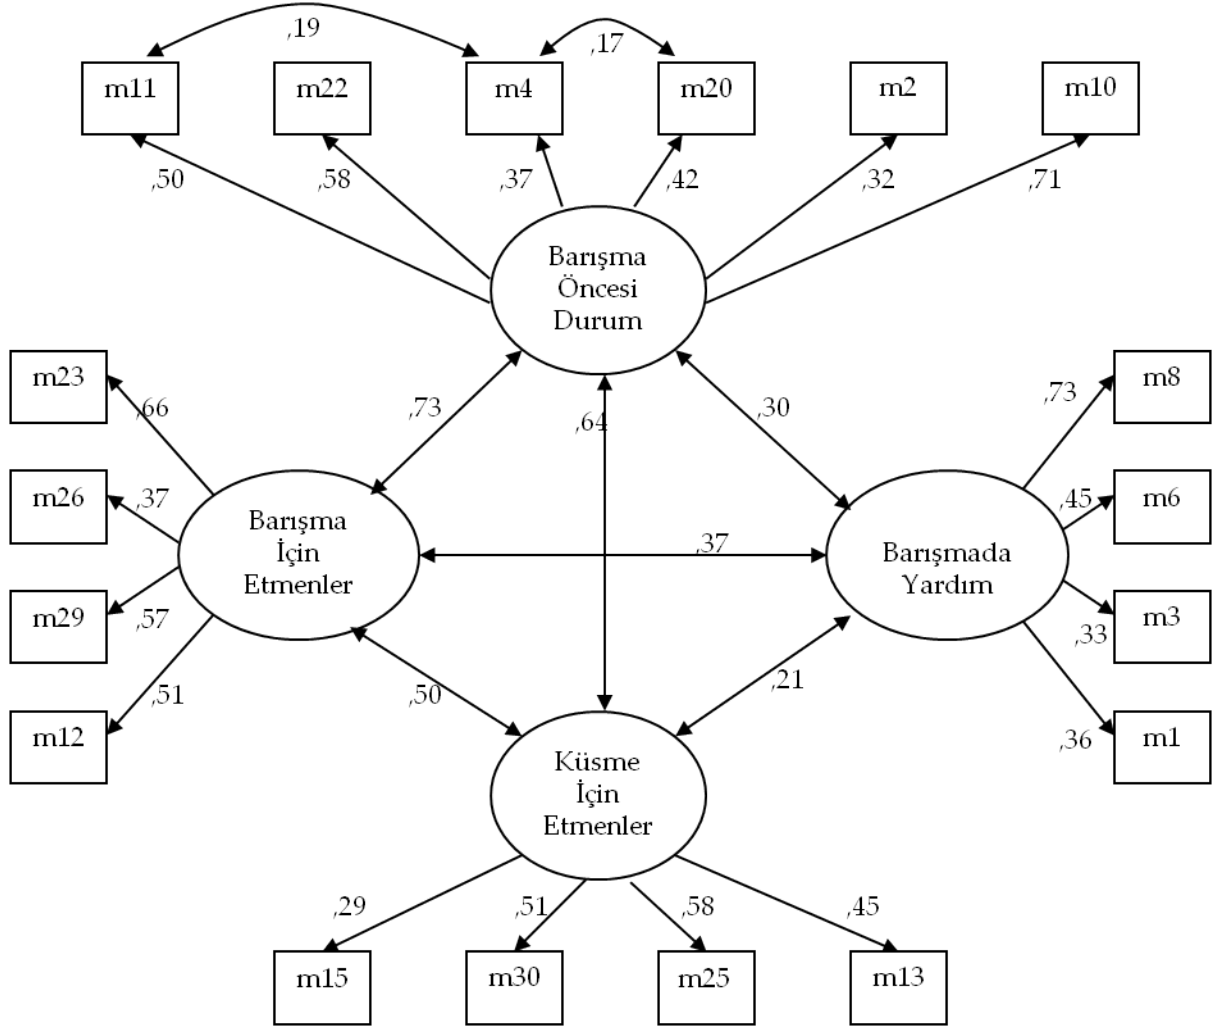 ,19
,17
m11
m22
m4
m20
m2
m10
,50
,58
,37
,42
,32
,71
Barışma
Öncesi
Durum
m23
m8
,66
,73
,64
,30
,73
m26
m6
,37
,45
Barışma
İçin
Etmenler
,37
Barışmada
Yardım
m29
m3
,57
,33
,51
,50
,21
m12
m1
,36
Küsme
İçin
Etmenler
,29
,51
,58
,45
m15
m30
m25
m13